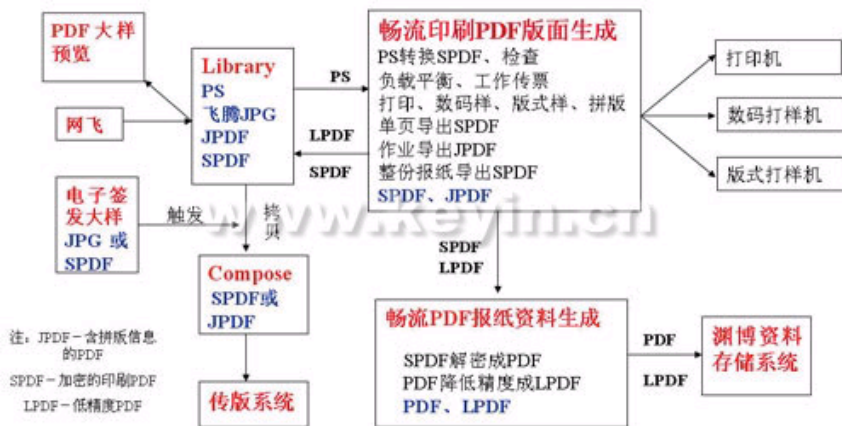 PDF大样
预览
网飞
电子签
发大样
JPG 或
SPDF
触发
Library
PS
飞腾JPG
JPDF
SPDF
拷贝
Compose
SPDF或
JPDF
传版系统
PS
LPDF
SPDF
畅流印刷PDF版面生成
PS转换SPDF、检查
负载平衡、工作传票
打印、数码样、版式样、拼版
单页导出SPDF
作业导出JPDF
整份报纸导出SPDF
SPDF、JPDF
打印机
数码打样机
版式打样机
www.keyin.cn
SPDF
LPDF
畅流PDF报纸资料生成
SPDF解密成PDF
PDF降低精度成LPDF
PDF、LPDF
PDF
LPDF
渊博资料
存储系统
注：JPDF－含拼版信息
的PDF
SPDF－加密的印刷PDF
LPDF－低精度PDF